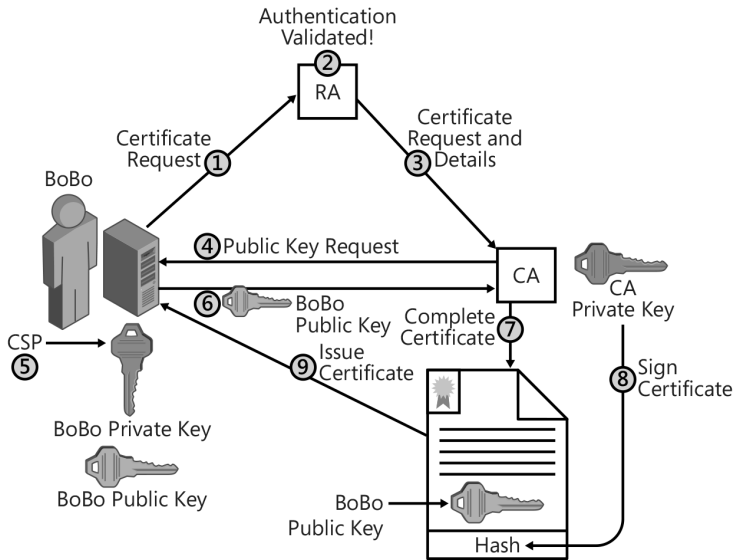 Authentication
Validated!
2
RA
Certificate
Request
1
Certificate
Request and
Details
3
BoBo
4 Public Key Request
CA
CA
Private Key
6
BoBo
Public Key
Complete
Certificate
7
CSP
5
9 Issue
Certificate
8 Sign
Certificate
BoBo Private Key
BoBo Public Key
BoBo
Public Key
Hash